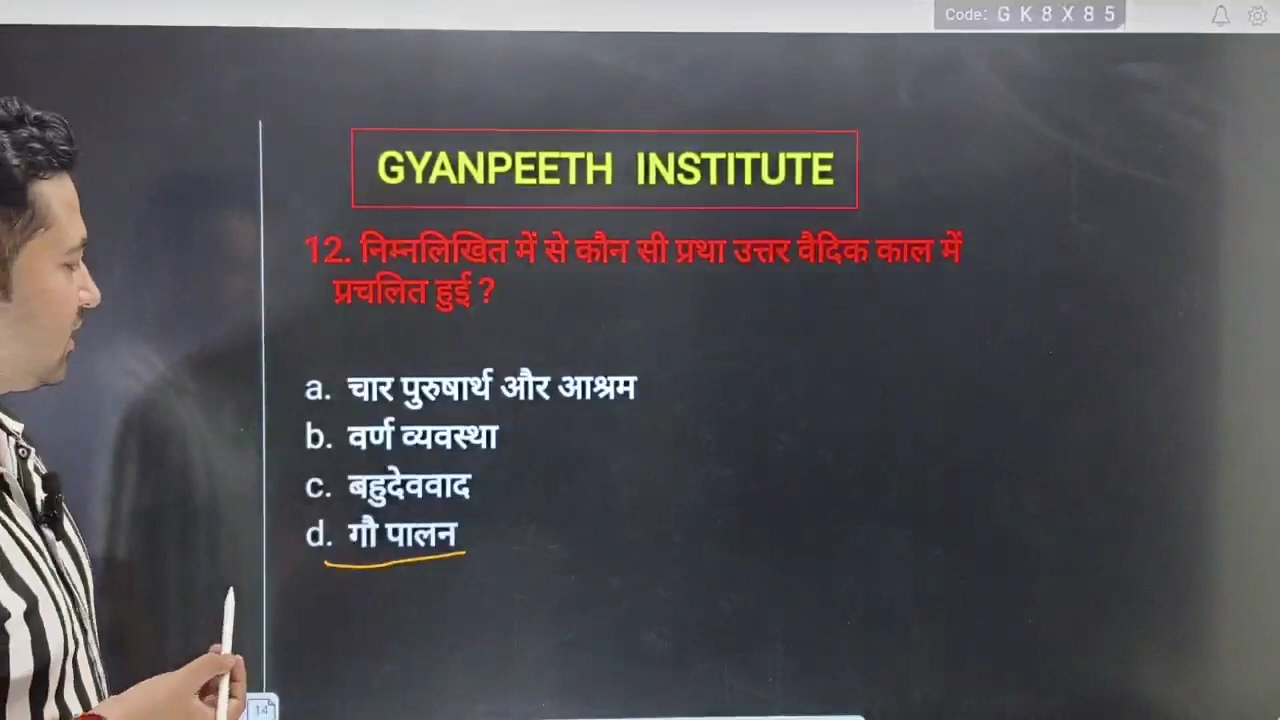 Code: G K 8 X 8 5
GYANPEETH INSTITUTE
12. निम्नलिखित में से कौन सी प्रथा उत्तर वैदिक काल में
प्रचलित हुई ?
a. चार पुरुषार्थ और आश्रम
b. वर्ण व्यवस्था
c. बहुदेववाद
d. गौ पालन
14